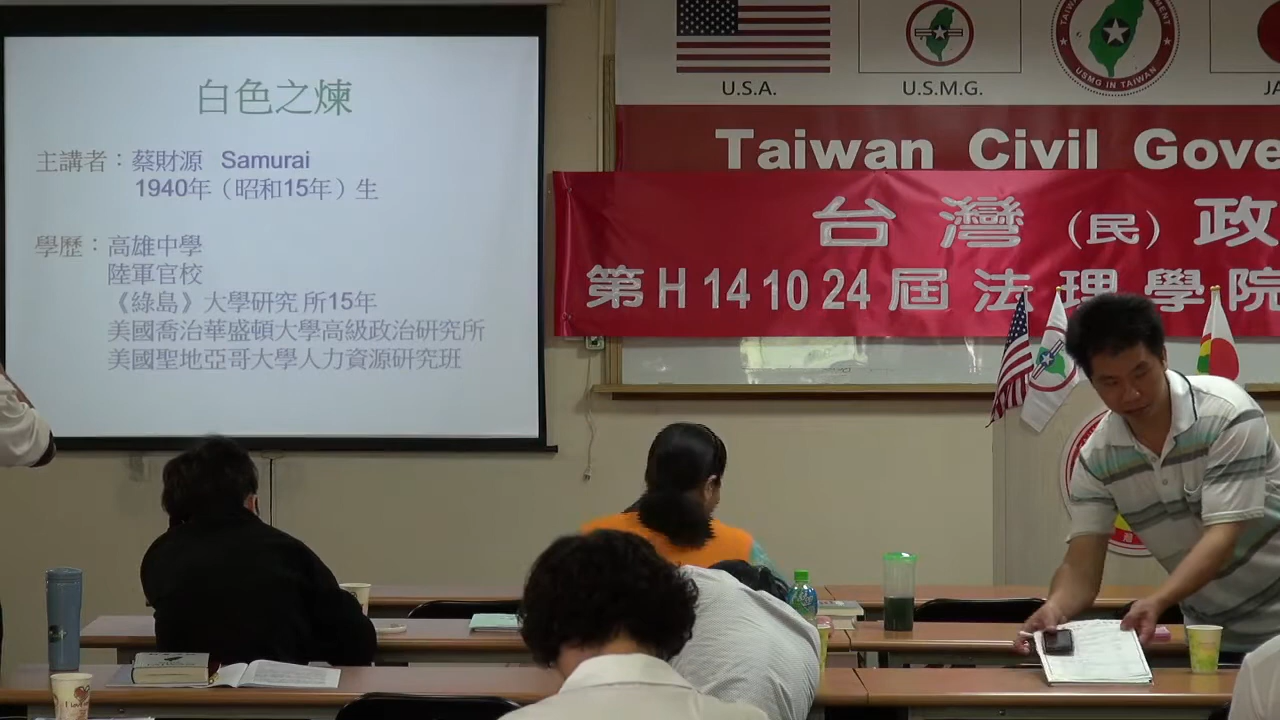 白色之煉
主講者：蔡財源 Samurai
1940年（昭和15年）生
學歷：高雄中學
陸軍官校
《綠島》大學研究 所15年
美國喬治華盛頓大學高級政治研究所
美國聖地亞哥大學人力資源研究班
U.S.A.
U.S.M.G.
USMG IN TAIWAN
JA
Taiwan Civil Gove
台灣（民）政
第H 14 10 24 屆法理學院